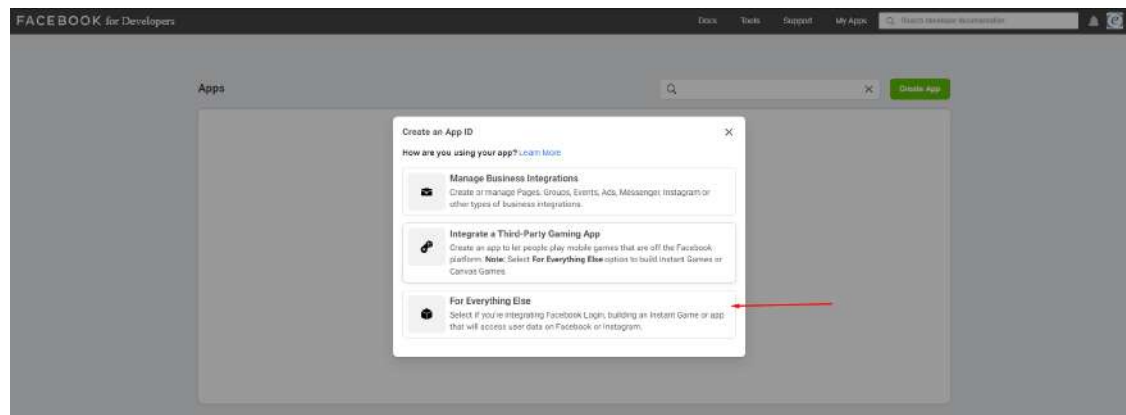 FACEBOOK for Developers
Docs Tools Support My Apps Search developer documentation
Apps
Create App
Create an App ID
How are you using your app? Learn More
Manage Business Integrations
Create or manage Pages, Groups, Events, Ads, Messenger, Instagram or
other types of business integrations.
Integrate a Third-Party Gaming App
Create an app to let people play mobile games that are off the Facebook
platform. Note: Select For Everything Else option to build Instant Games or
Canvas Games.
For Everything Else
Select if you're integrating Facebook Login, building an Instant Game or app
that will access user data on Facebook or Instagram.